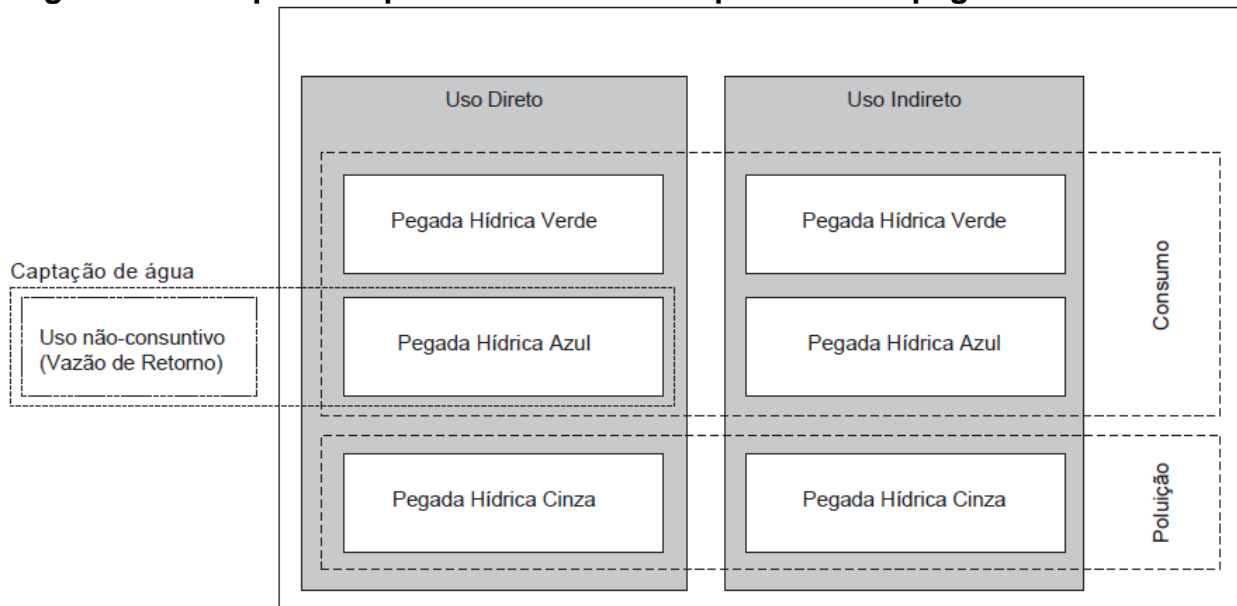 Uso Direto
Uso Indireto
Pegada Hídrica Verde
Pegada Hídrica Verde
Captação de água
Uso não-consuntivo
(Vazão de Retorno)
Pegada Hídrica Azul
Pegada Hídrica Azul
Consumo
Pegada Hídrica Cinza
Pegada Hídrica Cinza
Poluição